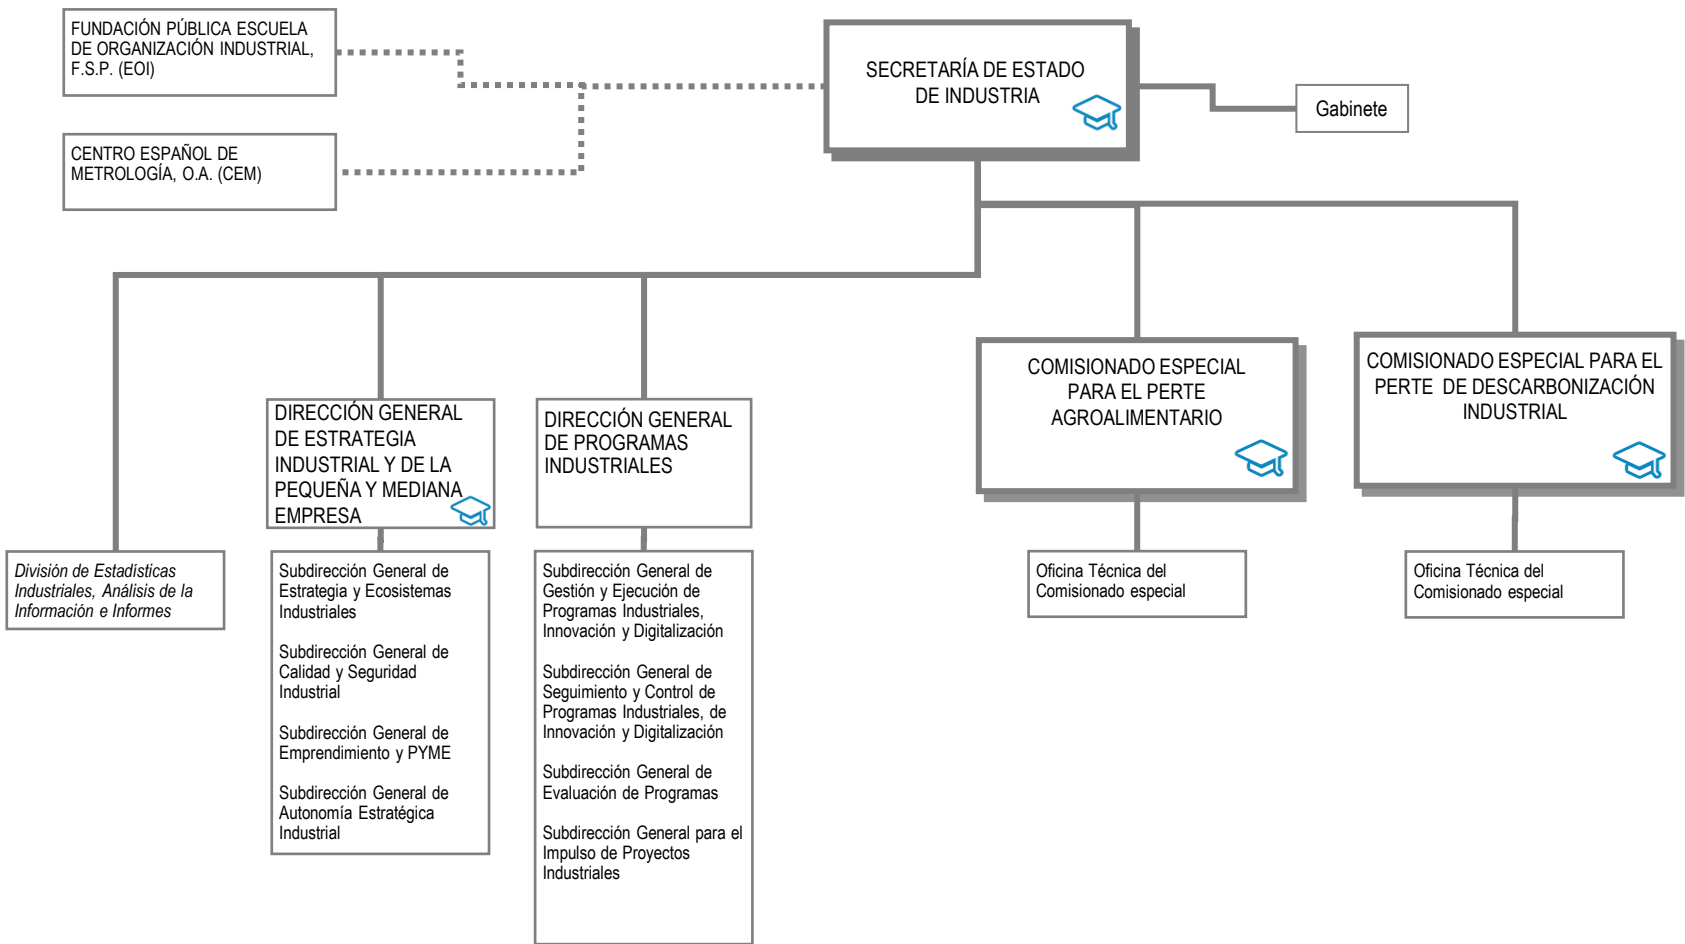 FUNDACIÓN PÚBLICA ESCUELA
DE ORGANIZACIÓN INDUSTRIAL,
F.S.P. (EOI)
CENTRO ESPAÑOL DE
METROLOGÍA, O.A. (CEM)
SECRETARÍA DE ESTADO
DE INDUSTRIA
Gabinete
DIRECCIÓN GENERAL
DE ESTRATEGIA
INDUSTRIAL Y DE LA
PEQUEÑA Y MEDIANA
EMPRESA
DIRECCIÓN GENERAL
DE PROGRAMAS
INDUSTRIALES
COMISIONADO ESPECIAL
PARA EL PERTE
AGROALIMENTARIO
COMISIONADO ESPECIAL PARA EL
PERTE DE DESCARBONIZACIÓN
INDUSTRIAL
División de Estadísticas
Industriales, Análisis de la
Información e Informes
Subdirección General de
Estrategia y Ecosistemas
Industriales
Subdirección General de
Calidad y Seguridad
Industrial
Subdirección General de
Emprendimiento y PYME
Subdirección General de
Autonomía Estratégica
Industrial
Subdirección General de
Gestión y Ejecución de
Programas Industriales,
Innovación y Digitalización
Subdirección General de
Seguimiento y Control de
Programas Industriales, de
Innovación y Digitalización
Subdirección General de
Evaluación de Programas
Subdirección General para el
Impulso de Proyectos
Industriales
Oficina Técnica del
Comisionado especial
Oficina Técnica del
Comisionado especial